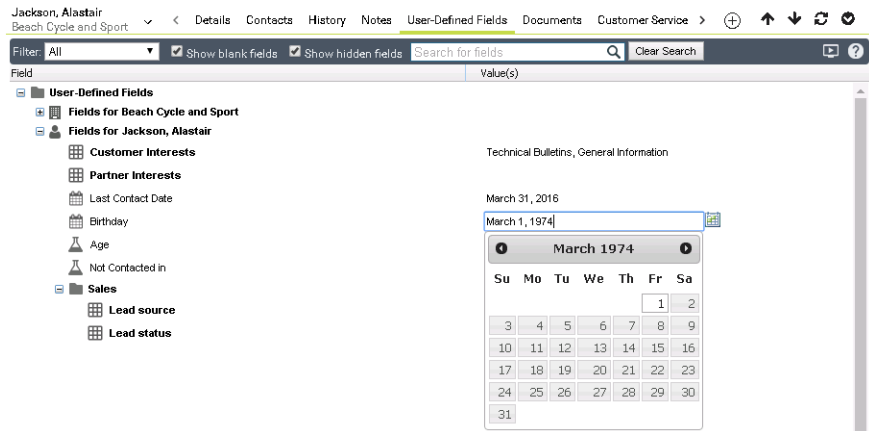 Jackson, Alastair
Beach Cycle and Sport
Details Contacts History Notes User-Defined Fields Documents Customer Service
Filter: All Show blank fields Show hidden fields Search for fields Clear Search
Field Value(s)
User-Defined Fields
Fields for Beach Cycle and Sport
Fields for Jackson, Alastair
Customer Interests Technical Bulletins, General Information
Partner Interests
Last Contact Date March 31, 2016
Birthday March 1, 1974
Age
Not Contacted in
Sales
Lead source
Lead status
March 1974
Su Mo Tu We Th Fr Sa
1 2
3 4 5 6 7 8 9
10 11 12 13 14 15 16
17 18 19 20 21 22 23
24 25 26 27 28 29 30
31